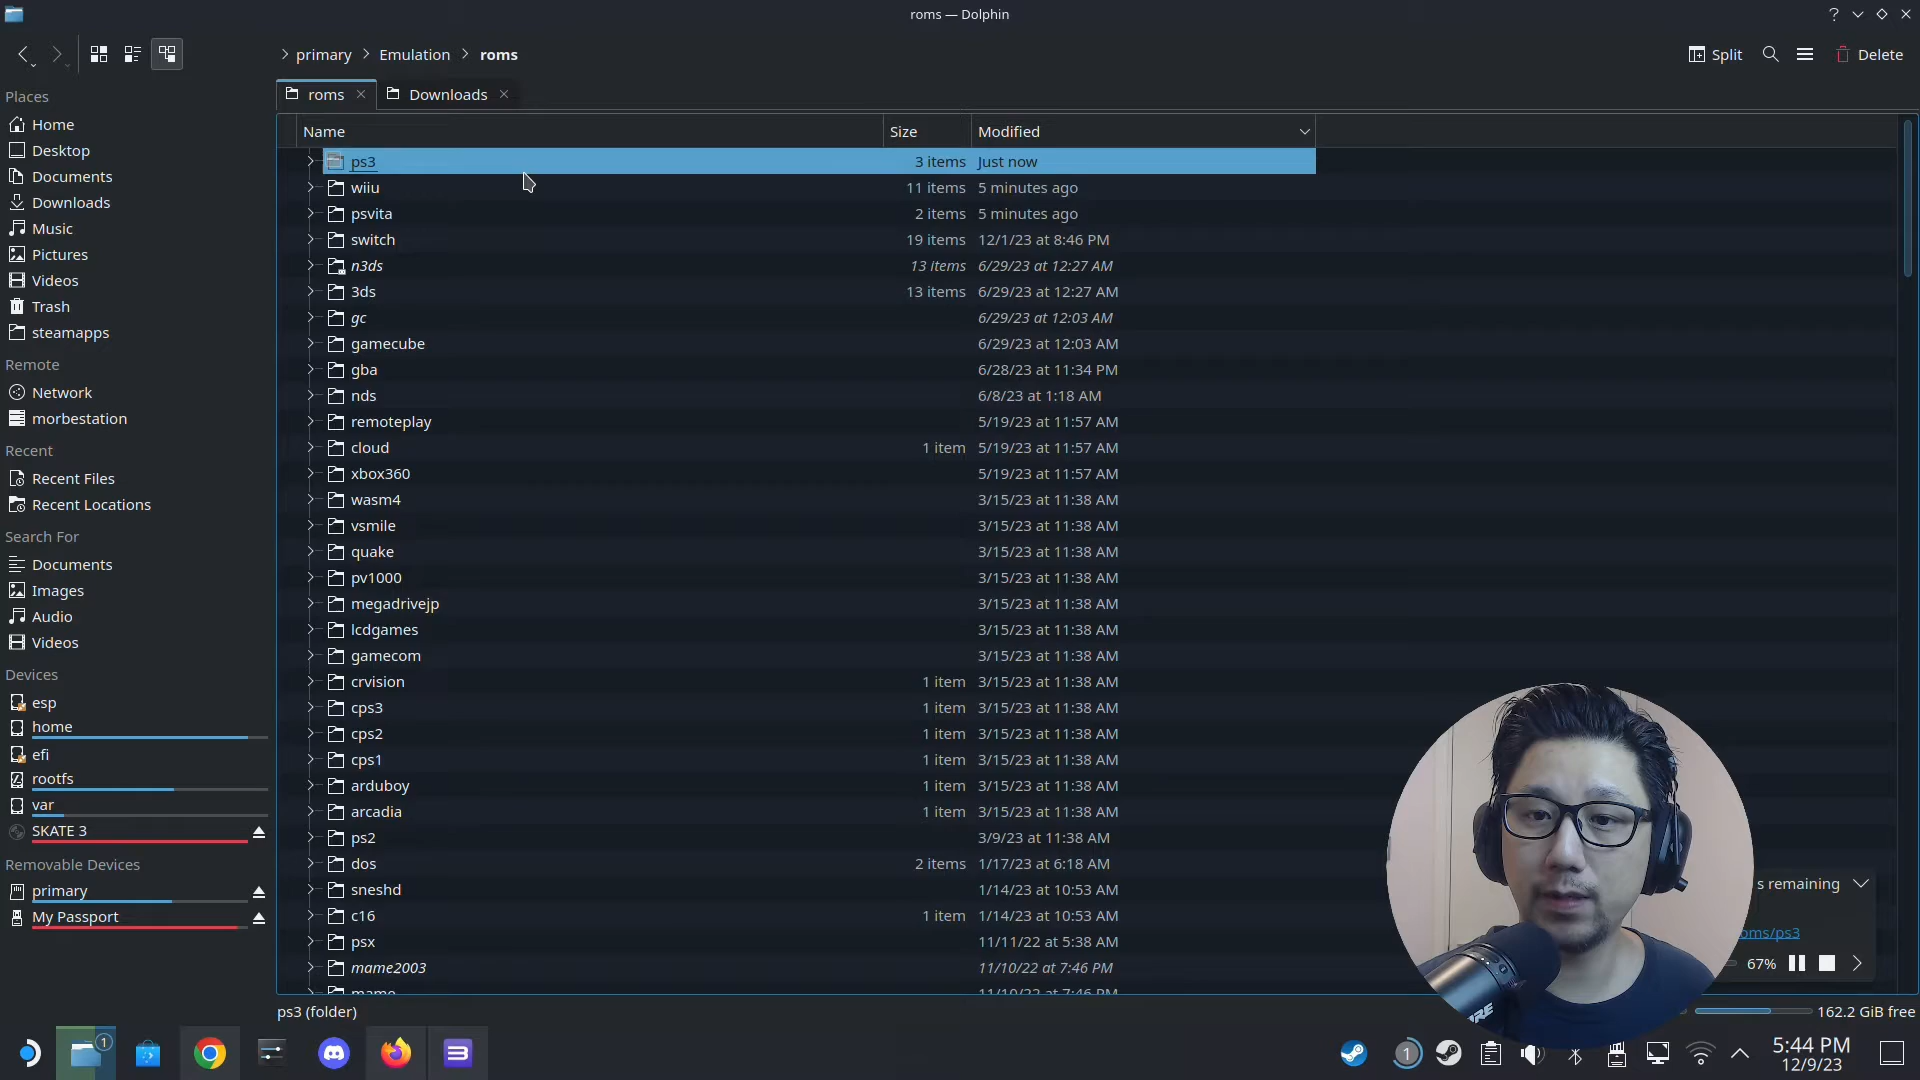 roms — Dolphin
primary > Emulation > roms
Split
Delete
roms
Downloads
Places
Home
Desktop
Documents
Downloads
Music
Pictures
Videos
Trash
steamapps
Remote
Network
morbestation
Recent
Recent Files
Recent Locations
Search For
Documents
Images
Audio
Videos
Devices
esp
home
efi
rootfs
var
SKATE 3
Removable Devices
primary
My Passport
Name Size Modified
ps3 3 items Just now
wiiu 11 items 5 minutes ago
psvita 2 items 5 minutes ago
switch 19 items 12/1/23 at 8:46 PM
n3ds 13 items 6/29/23 at 12:27 AM
3ds 13 items 6/29/23 at 12:27 AM
gc 6/29/23 at 12:03 AM
gamecube 6/29/23 at 12:03 AM
gba 6/28/23 at 11:34 PM
nds 6/8/23 at 1:18 AM
remoteplay 5/19/23 at 11:57 AM
cloud 1 item 5/19/23 at 11:57 AM
xbox360 5/19/23 at 11:57 AM
wasm4 3/15/23 at 11:38 AM
vsmile 3/15/23 at 11:38 AM
quake 3/15/23 at 11:38 AM
pv1000 3/15/23 at 11:38 AM
megadrivejp 3/15/23 at 11:38 AM
lcdgames 3/15/23 at 11:38 AM
gamecom 3/15/23 at 11:38 AM
crvision 1 item 3/15/23 at 11:38 AM
cps3 1 item 3/15/23 at 11:38 AM
cps2 1 item 3/15/23 at 11:38 AM
cps1 1 item 3/15/23 at 11:38 AM
arduboy 1 item 3/15/23 at 11:38 AM
arcadia 1 item 3/15/23 at 11:38 AM
ps2 3/9/23 at 11:38 AM
dos 2 items 1/17/23 at 6:18 AM
sneshd 1/14/23 at 10:53 AM
c16 1 item 1/14/23 at 10:53 AM
psx 11/11/22 at 5:38 AM
mame2003 11/10/22 at 7:46 PM
mame 11/10/22 at 7:46 PM
s remaining
oms/ps3
67%
ps3 (folder)
162.2 GiB free
1
1
5:44 PM
12/9/23